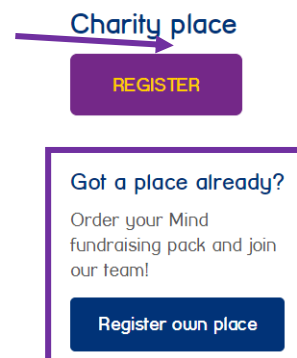 Charity place
REGISTER
Got a place already?
Order your Mind
fundraising pack and join
our team!
Register own place